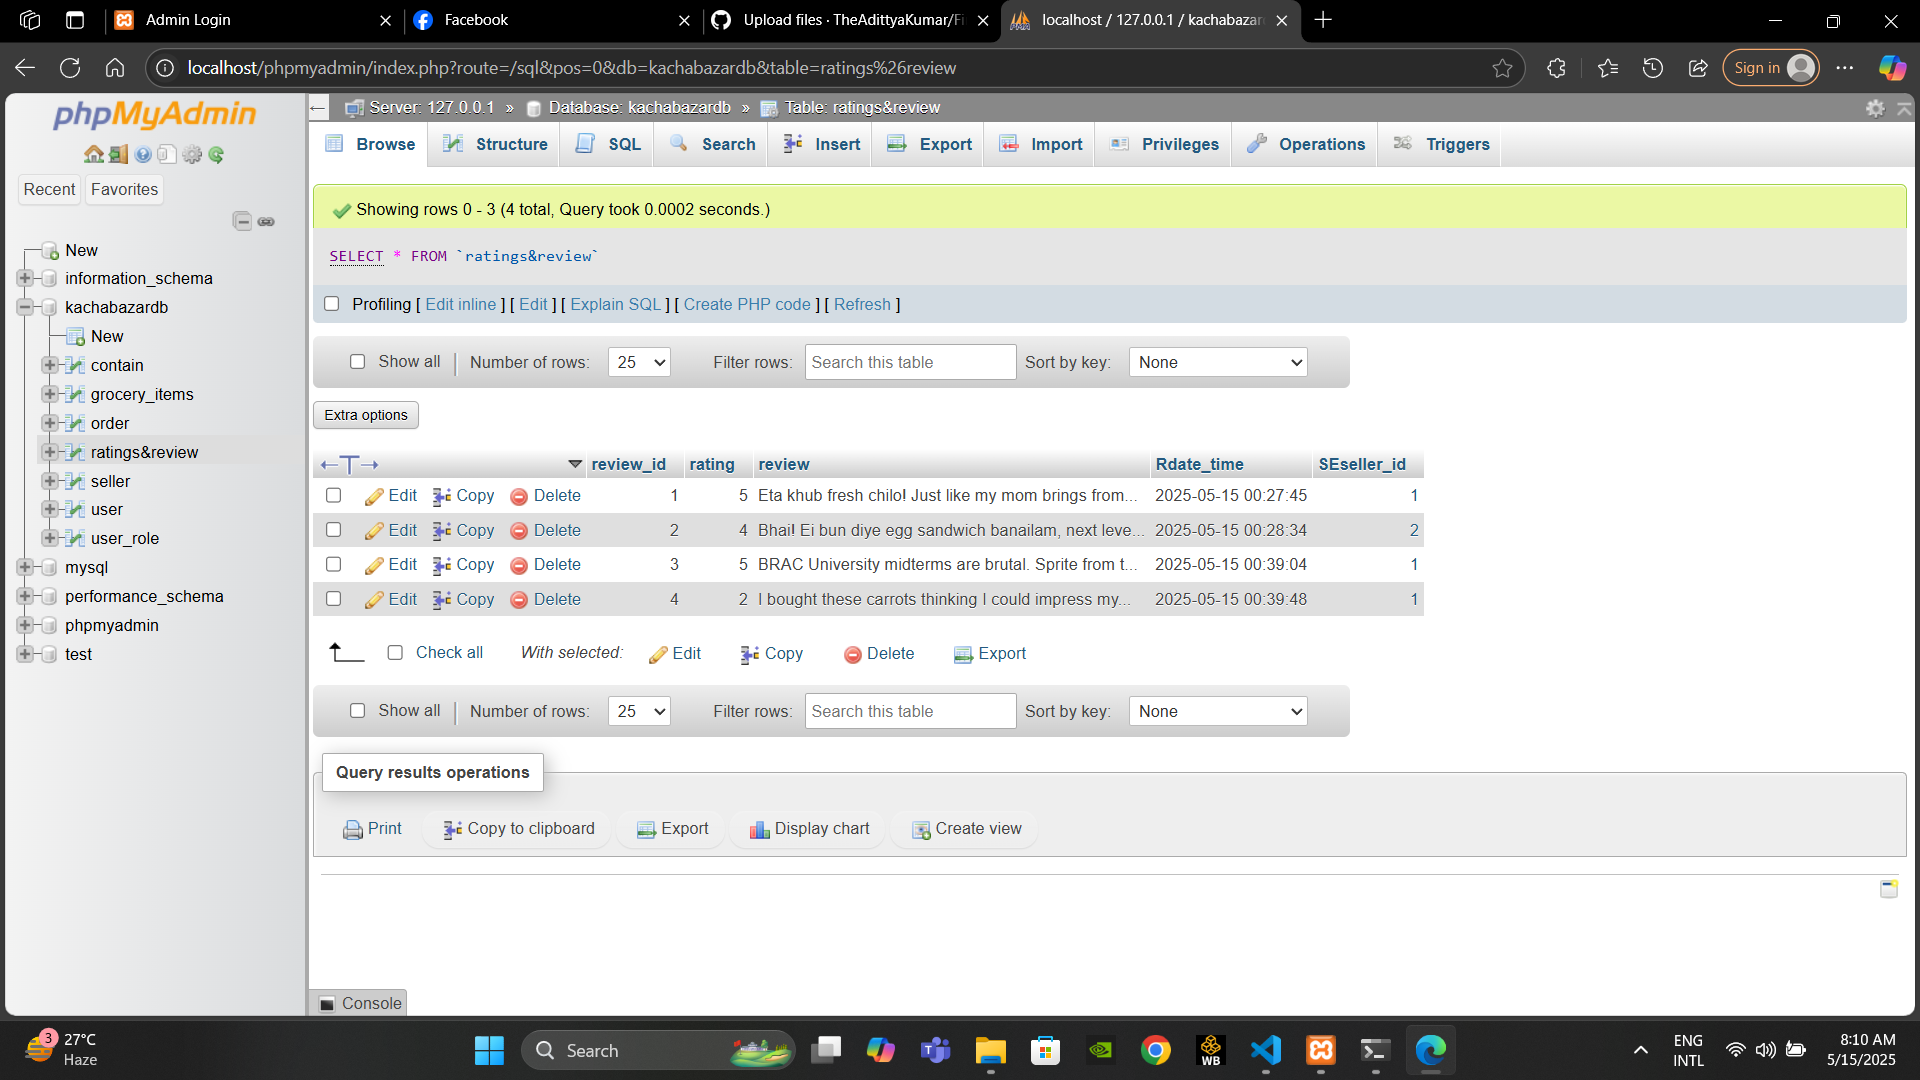 Admin Login
Facebook
Upload files · TheAdittyaKumar/Fi
localhost / 127.0.0.1 / kachabazar
localhost/phpmyadmin/index.php?route=/sql&pos=0&db=kachabazardb&table=ratings%26review
Sign in
phpMyAdmin
Recent Favorites
New
information_schema
kachabazardb
New
contain
grocery_items
order
ratings&review
seller
user
user_role
mysql
performance_schema
phpmyadmin
test
Server: 127.0.0.1 » Database: kachabazardb » Table: ratings&review
Browse Structure SQL Search Insert Export Import Privileges Operations Triggers
Showing rows 0 - 3 (4 total, Query took 0.0002 seconds.)
SELECT * FROM `ratings&review`
Profiling [ Edit inline ] [ Edit ] [ Explain SQL ] [ Create PHP code ] [ Refresh ]
Show all | Number of rows: 25 Filter rows: Search this table Sort by key: None
Extra options
review_id rating review Rdate_time SEseller_id
Edit Copy Delete 1 5 Eta khub fresh chilo! Just like my mom brings from... 2025-05-15 00:27:45 1
Edit Copy Delete 2 4 Bhai! Ei bun diye egg sandwich banailam, next leve... 2025-05-15 00:28:34 2
Edit Copy Delete 3 5 BRAC University midterms are brutal. Sprite from t... 2025-05-15 00:39:04 1
Edit Copy Delete 4 2 I bought these carrots thinking I could impress my... 2025-05-15 00:39:48 1
Check all With selected: Edit Copy Delete Export
Show all | Number of rows: 25 Filter rows: Search this table Sort by key: None
Query results operations
Print Copy to clipboard Export Display chart Create view
Console
3
27°C
Haze
Search
WB
ENG
INTL
8:10 AM
5/15/2025